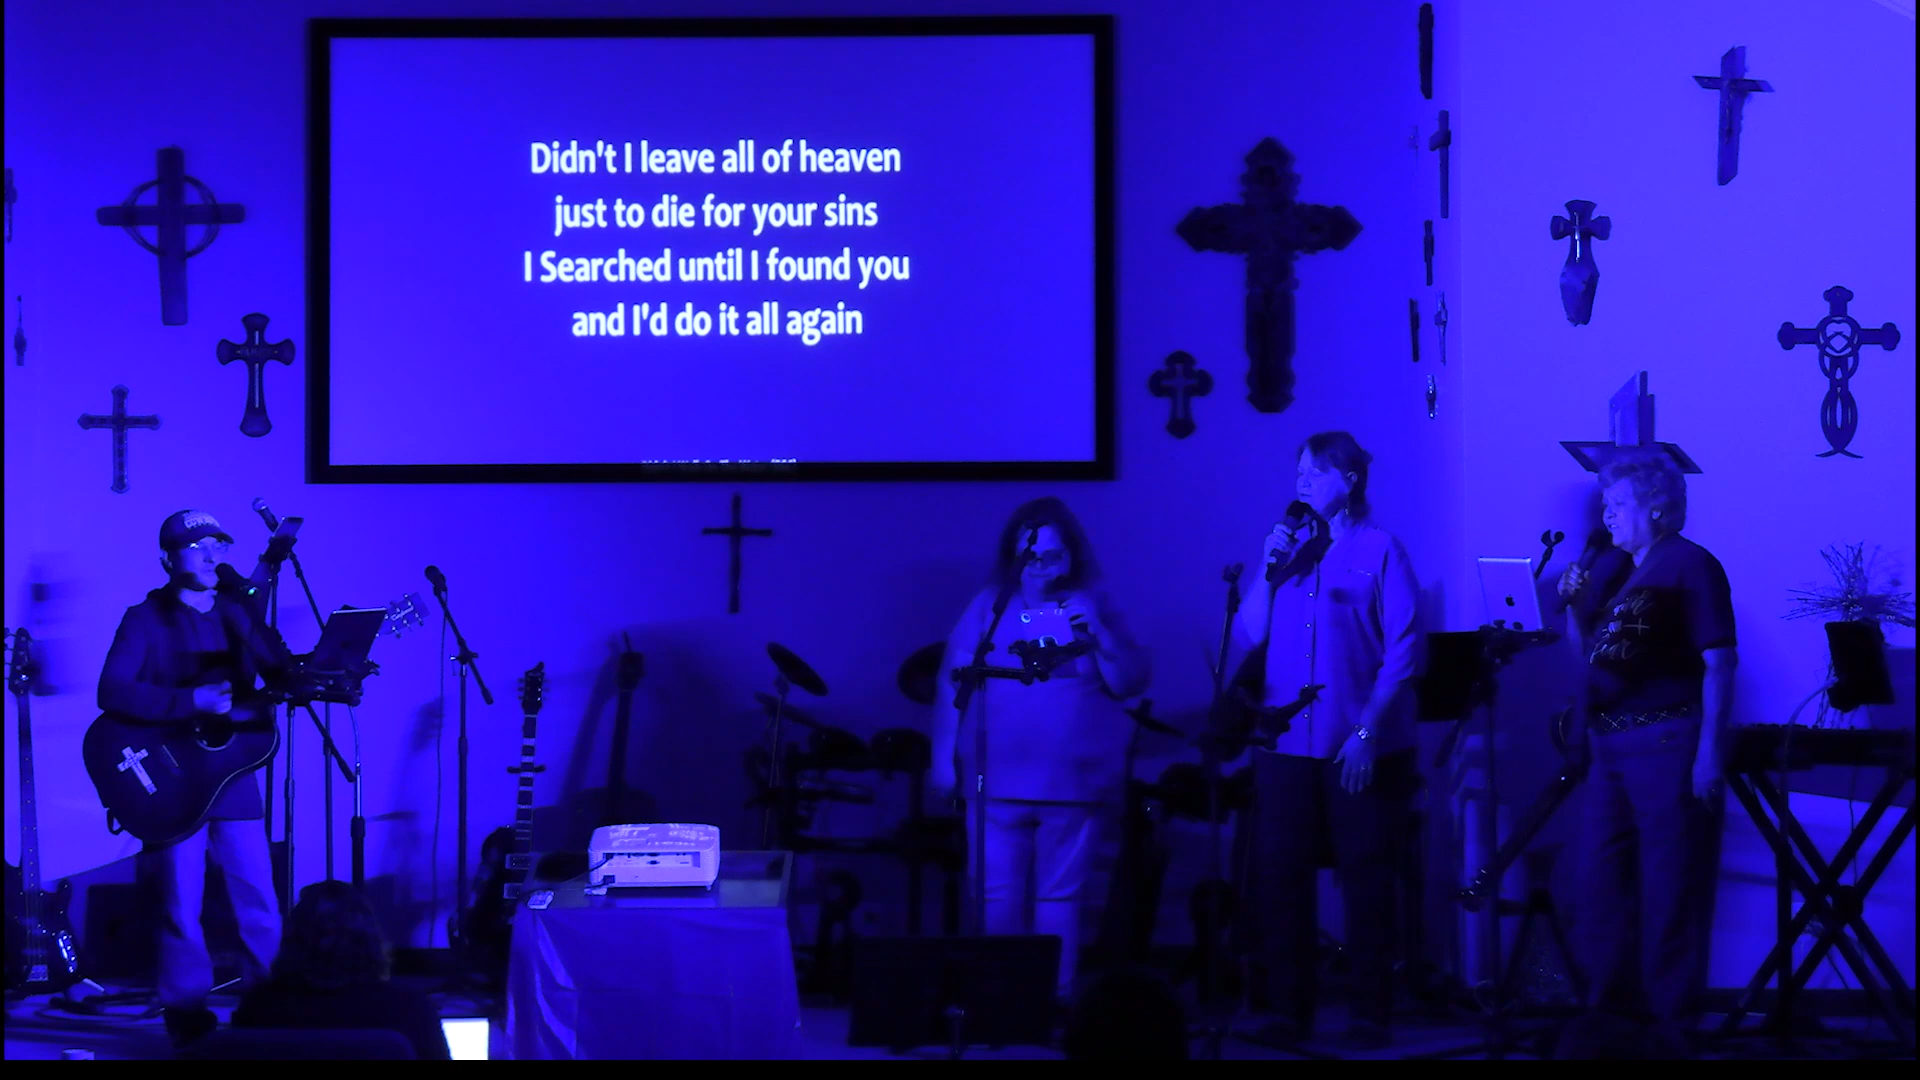 Didn't I leave all of heaven
just to die for your sins
I Searched until I found you
and I'd do it all again